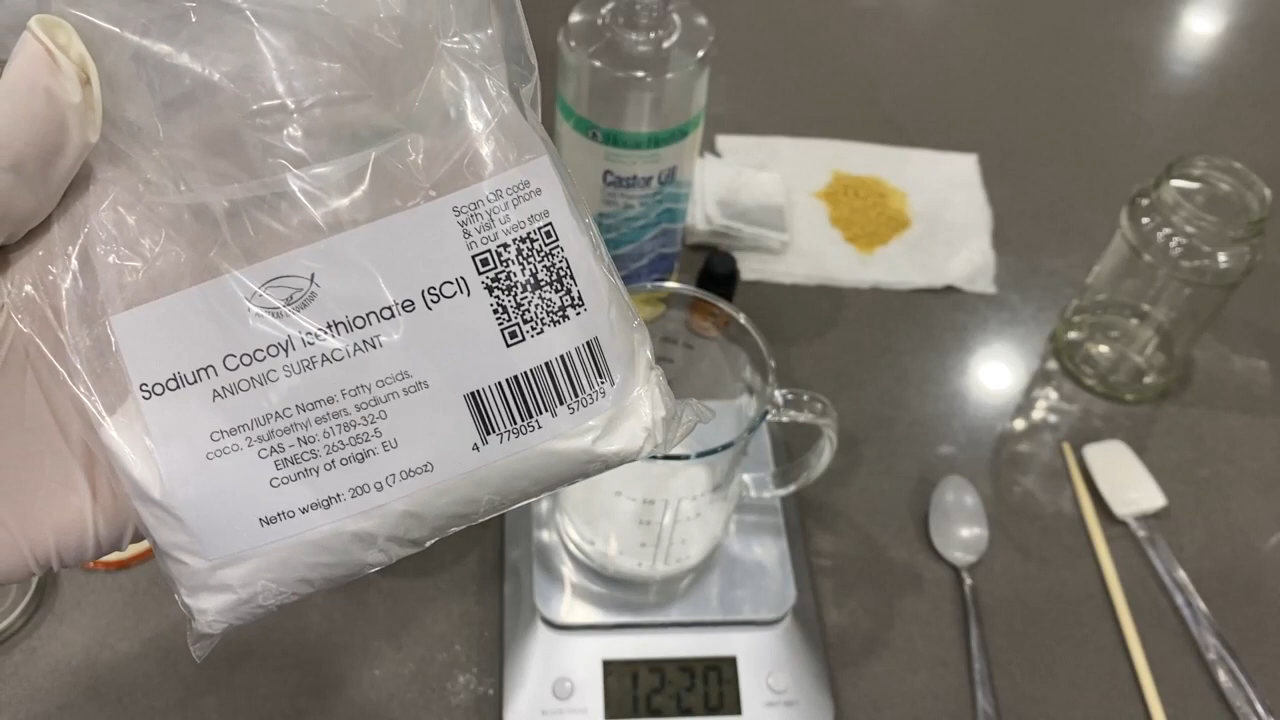 Scan QR code
with your phone
& visit us
in our web store
Sodium Cocoyl Isethionate (SCI)
ANIONIC SURFACTANT
Chem/IUPAC Name: Fatty acids,
coco, 2-sulfoethyl esters, sodium salts
CAS – No: 61789-32-0
EINECS: 263-052-5
Country of origin: EU
Netto weight: 200 g (7.06oz)
4 779051 570379
Castor Oil
12:20